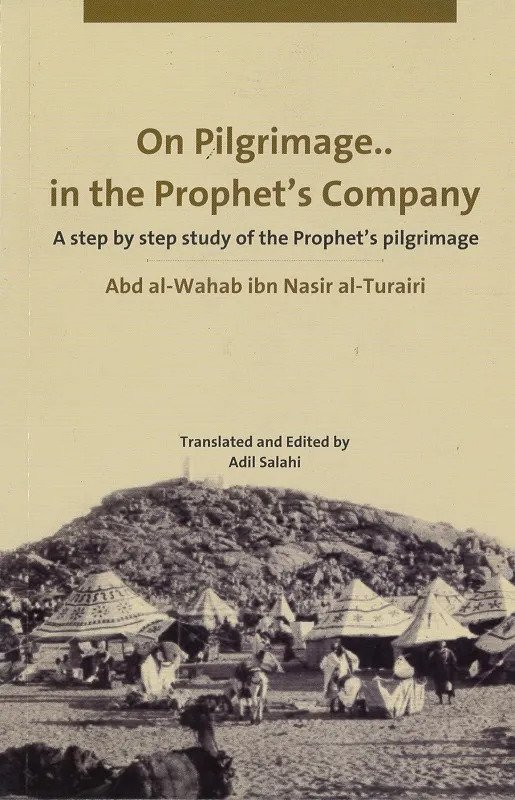 On Pilgrimage..
in the Prophet's Company
A step by step study of the Prophet's pilgrimage
Abd al-Wahab ibn Nasir al-Turairi
Translated and Edited by
Adil Salahi